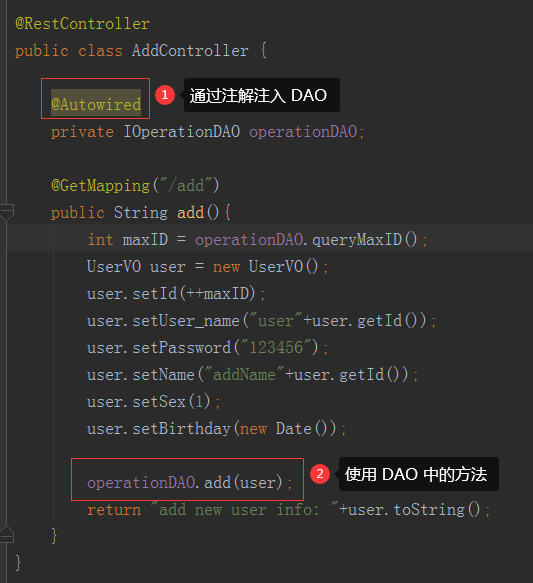 @RestController
public class AddController {
@Autowired
1 通过注解注入 DAO
private IOperationDAO operationDAO;
@GetMapping("/add")
public String add(){
int maxID = operationDAO.queryMaxID();
UserVO user = new UserVO();
user.setId(++maxID);
user.setUser_name("user"+user.getId());
user.setPassword("123456");
user.setName("addName"+user.getId());
user.setSex(1);
user.setBirthday(new Date());
operationDAO.add(user);
2 使用 DAO 中的方法
return "add new user info: "+user.toString();
}
}